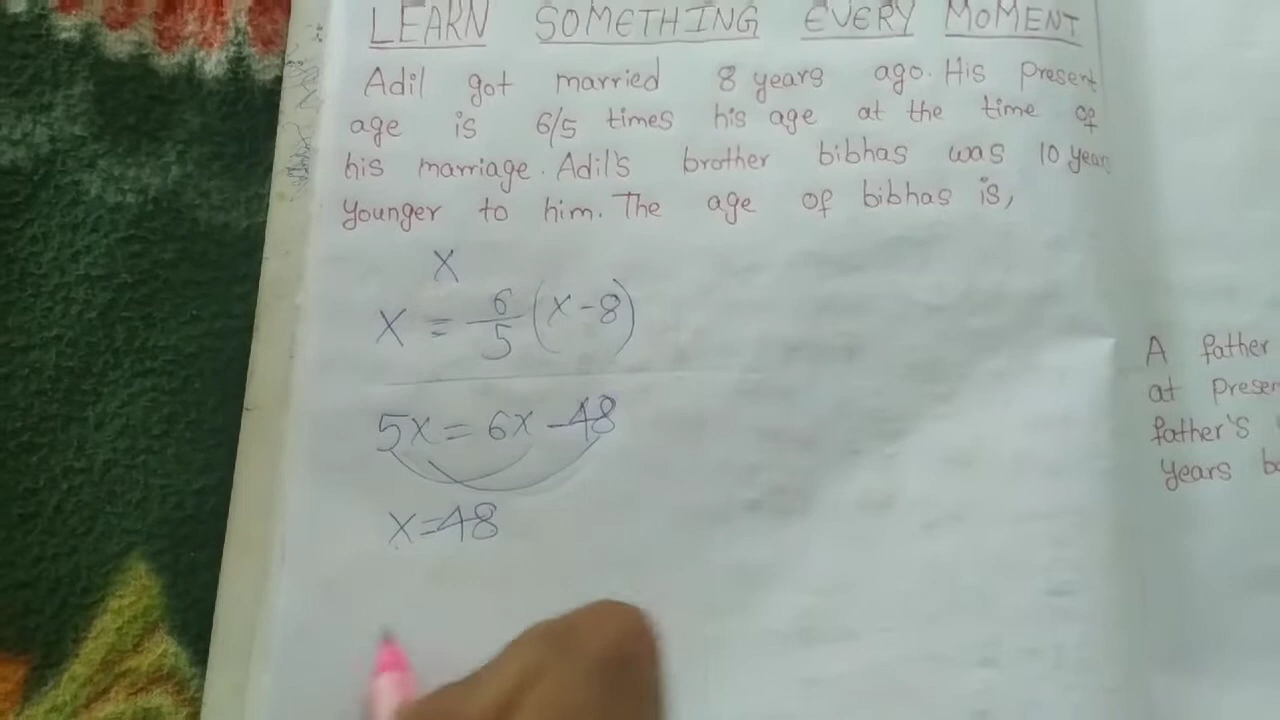 LEARN SOMETHING EVERY MOMENT
Adil got married 8 years ago. His present
age is 6/5 times his age at the time of
his marriage. Adil's brother bibhas was 10 years
younger to him. The age of bibhas is,
X
X = 6/5 (X - 8)
5X = 6X - 48
X = 48
A father
at presen
father's
years b